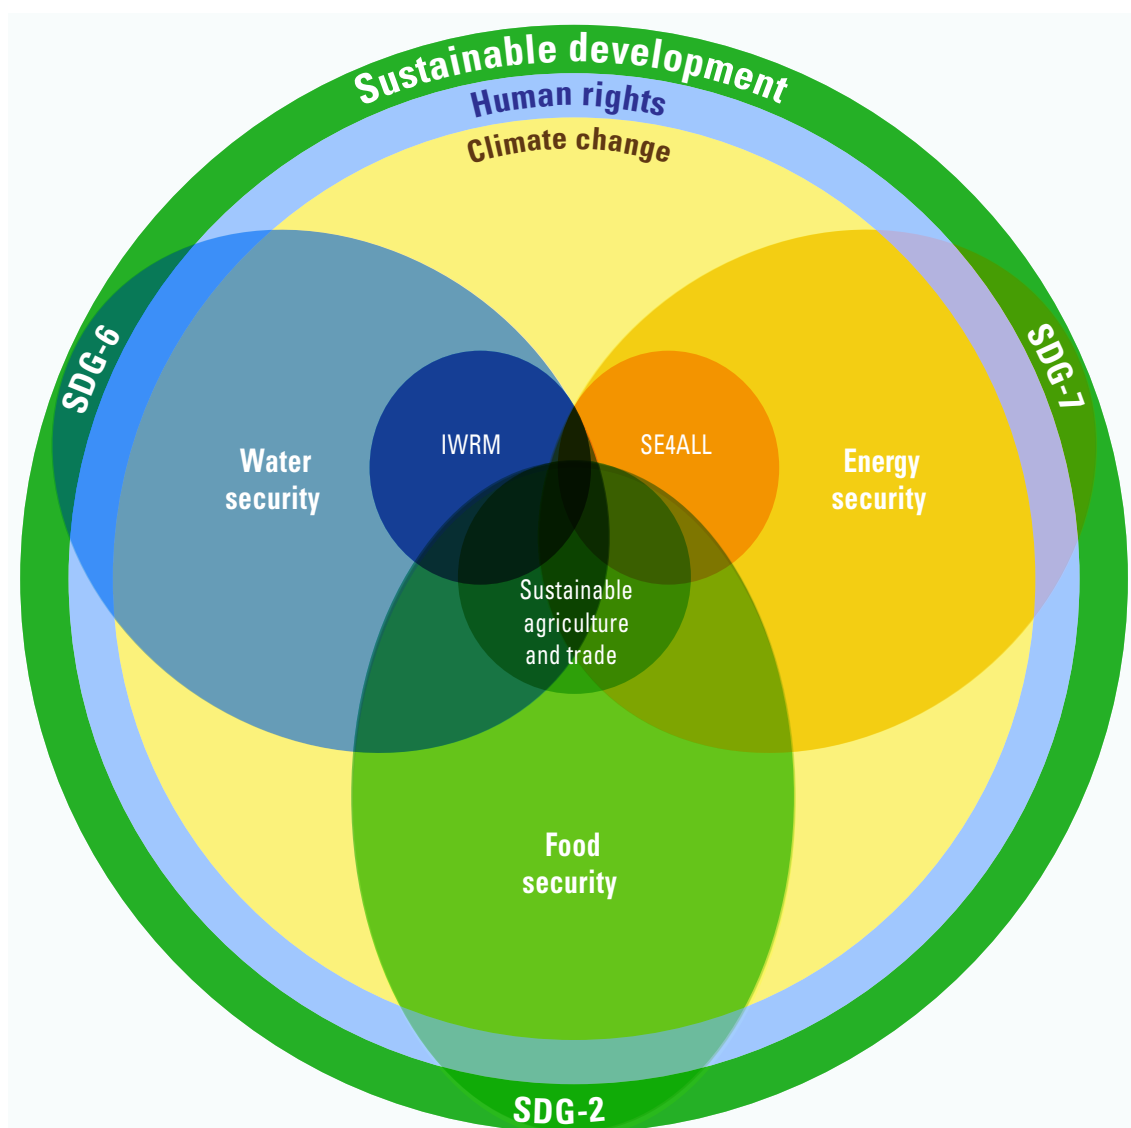 Sustainable development
Human rights
Climate change
SDG-6
SDG-7
IWRM
SE4ALL
Water
security
Energy
security
Sustainable
agriculture
and trade
Food
security
SDG-2